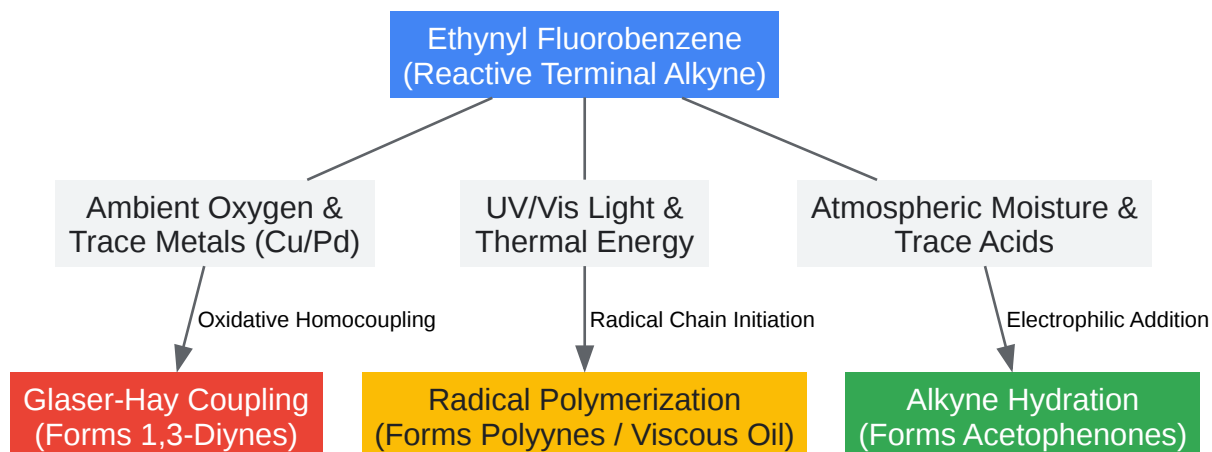 Ethynyl Fluorobenzene
(Reactive Terminal Alkyne)
Ambient Oxygen &
Trace Metals (Cu/Pd)
UV/Vis Light &
Thermal Energy
Atmospheric Moisture &
Trace Acids
Oxidative Homocoupling
Radical Chain Initiation
Electrophilic Addition
Glaser-Hay Coupling
(Forms 1,3-Diynes)
Radical Polymerization
(Forms Polyynes / Viscous Oil)
Alkyne Hydration
(Forms Acetophenones)